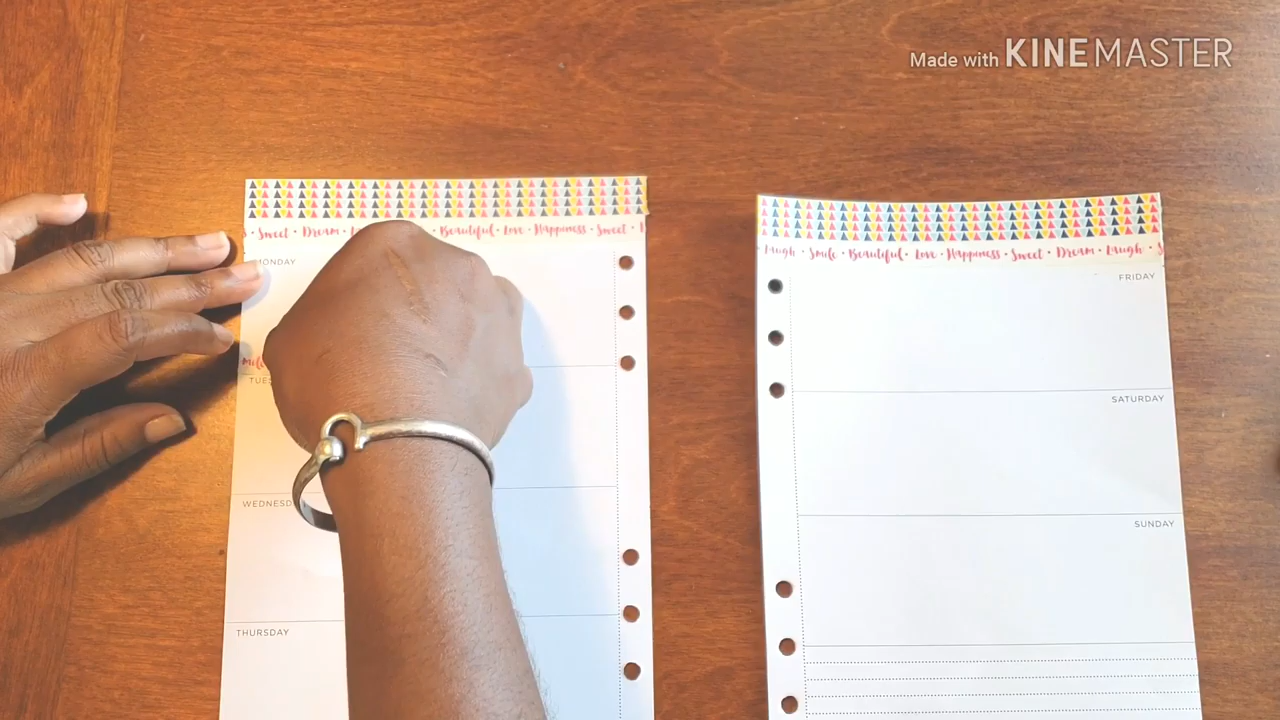 Made with KINEMASTER
· Sweet · Dream ·
Beautiful · Love · Happiness · Sweet ·
MONDAY
WEDNESD
THURSDAY
Laugh · Smile · Beautiful · Love · Happiness · Sweet · Dream · Laugh ·
FRIDAY
SATURDAY
SUNDAY